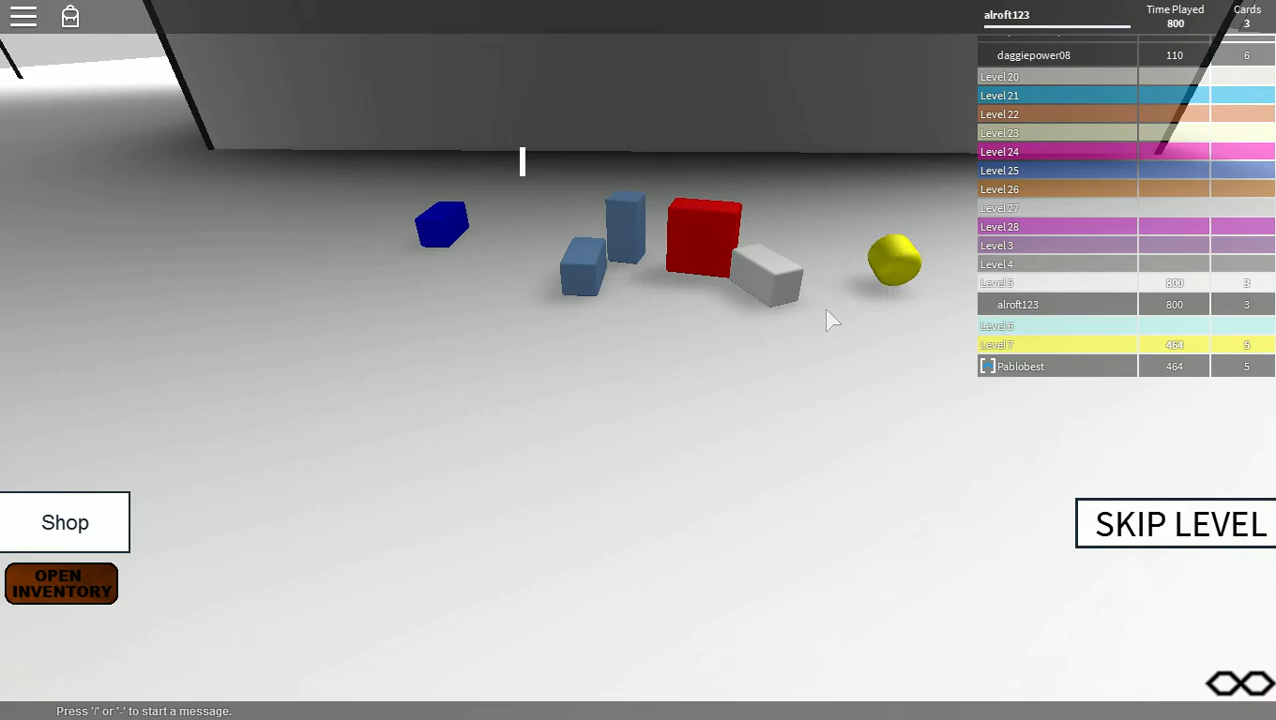 alroft123 Time Played Cards
800 3
daggiepower08 110 6
Level 20
Level 21
Level 22
Level 23
Level 24
Level 25
Level 26
Level 27
Level 28
Level 3
Level 4
Level 5 800 3
alroft123 800 3
Level 6
Level 7 464 5
Pablobest 464 5
Shop
SKIP LEVEL
OPEN
INVENTORY
Press '/' or '-' to start a message.